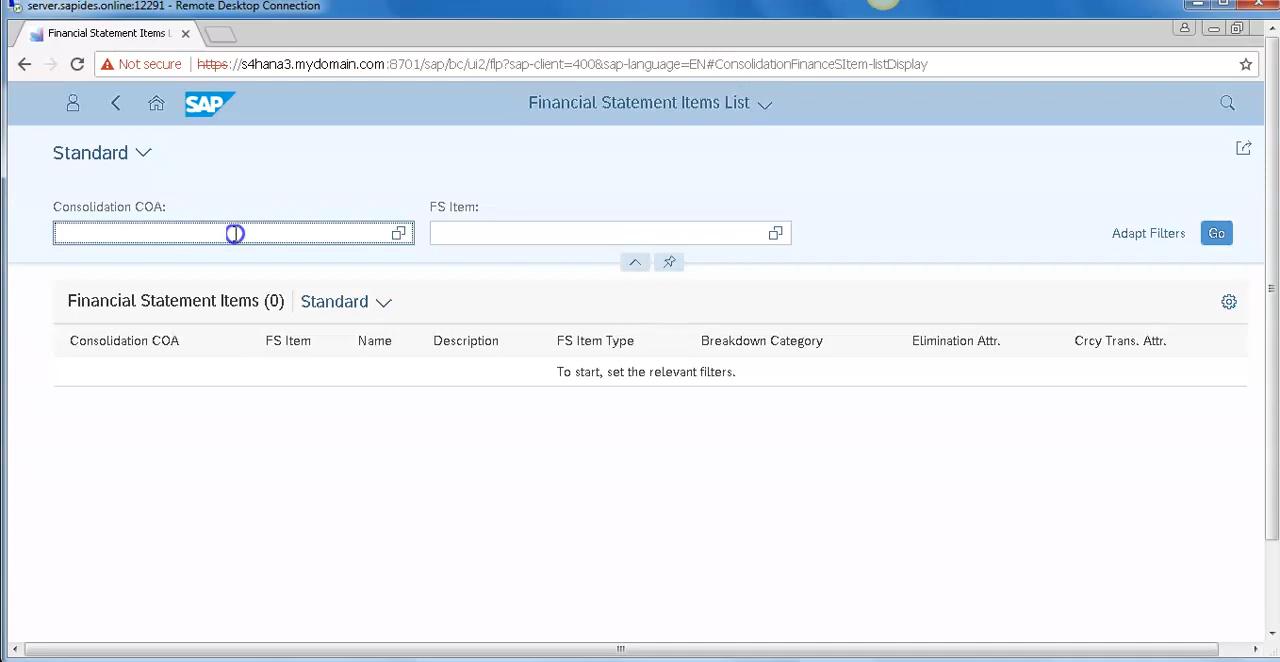 server.sapides.online:12291 - Remote Desktop Connection
Financial Statement Items L
Not secure https://s4hana3.mydomain.com:8701/sap/bc/ui2/flp?sap-client=400&sap-language=EN#ConsolidationFinanceSItem-listDisplay
SAP Financial Statement Items List
Standard
Consolidation COA: FS Item:
Adapt Filters Go
Financial Statement Items (0) Standard
Consolidation COA FS Item Name Description FS Item Type Breakdown Category Elimination Attr. Crcy Trans. Attr.
To start, set the relevant filters.